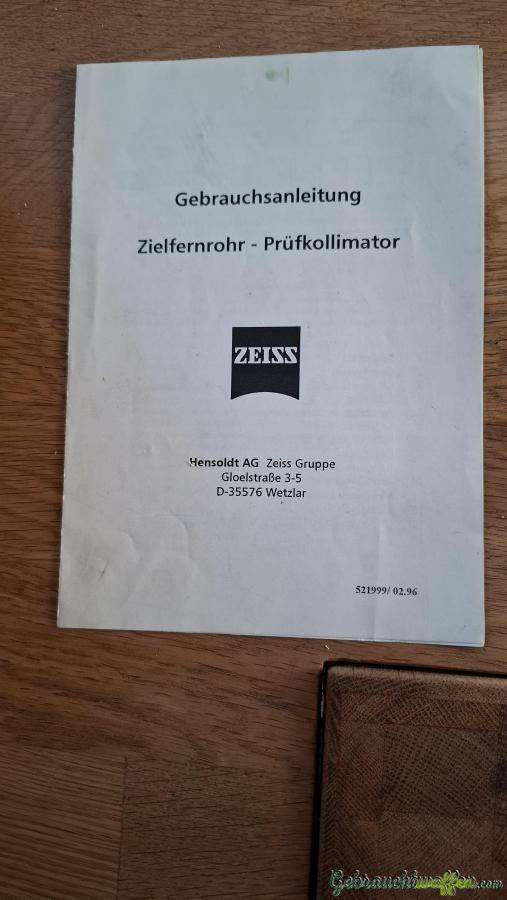 Gebrauchsanleitung
Zielfernrohr - Prüfkollimator
ZEISS
Hensoldt AG Zeiss Gruppe
Gloelstraße 3-5
D-35576 Wetzlar
521999/ 02.96
Gebrauchtwaffen.com